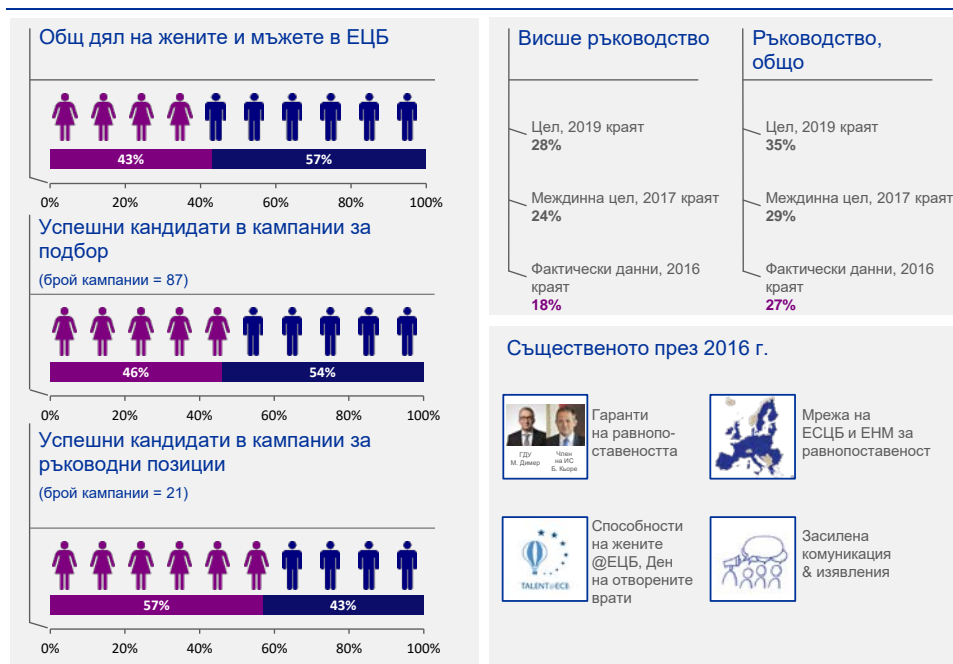 Общ дял на жените и мъжете в ЕЦБ
43%
57%
0%
20%
40%
60%
80%
100%
Успешни кандидати в кампании за
подбор
(брой кампании = 87)
46%
54%
0%
20%
40%
60%
80%
100%
Успешни кандидати в кампании за
ръководни позиции
(брой кампании = 21)
57%
43%
0%
20%
40%
60%
80%
100%
Висше ръководство
Цел, 2019 краят
28%
Междинна цел, 2017 краят
24%
Фактически данни, 2016
краят
18%
Ръководство,
общо
Цел, 2019 краят
35%
Междинна цел, 2017 краят
29%
Фактически данни, 2016
краят
27%
Същественото през 2016 г.
ГДУ
М. Димер
Член
на ИС
Б. Кьоре
Гаранти
на равнопо-
ставеността
Мрежа на
ЕСЦБ и ЕНМ за
равнопоставеност
TALENT@ECB
Способности
на жените
@ЕЦБ, Ден
на отворените
врати
Засилена
комуникация
& изявления